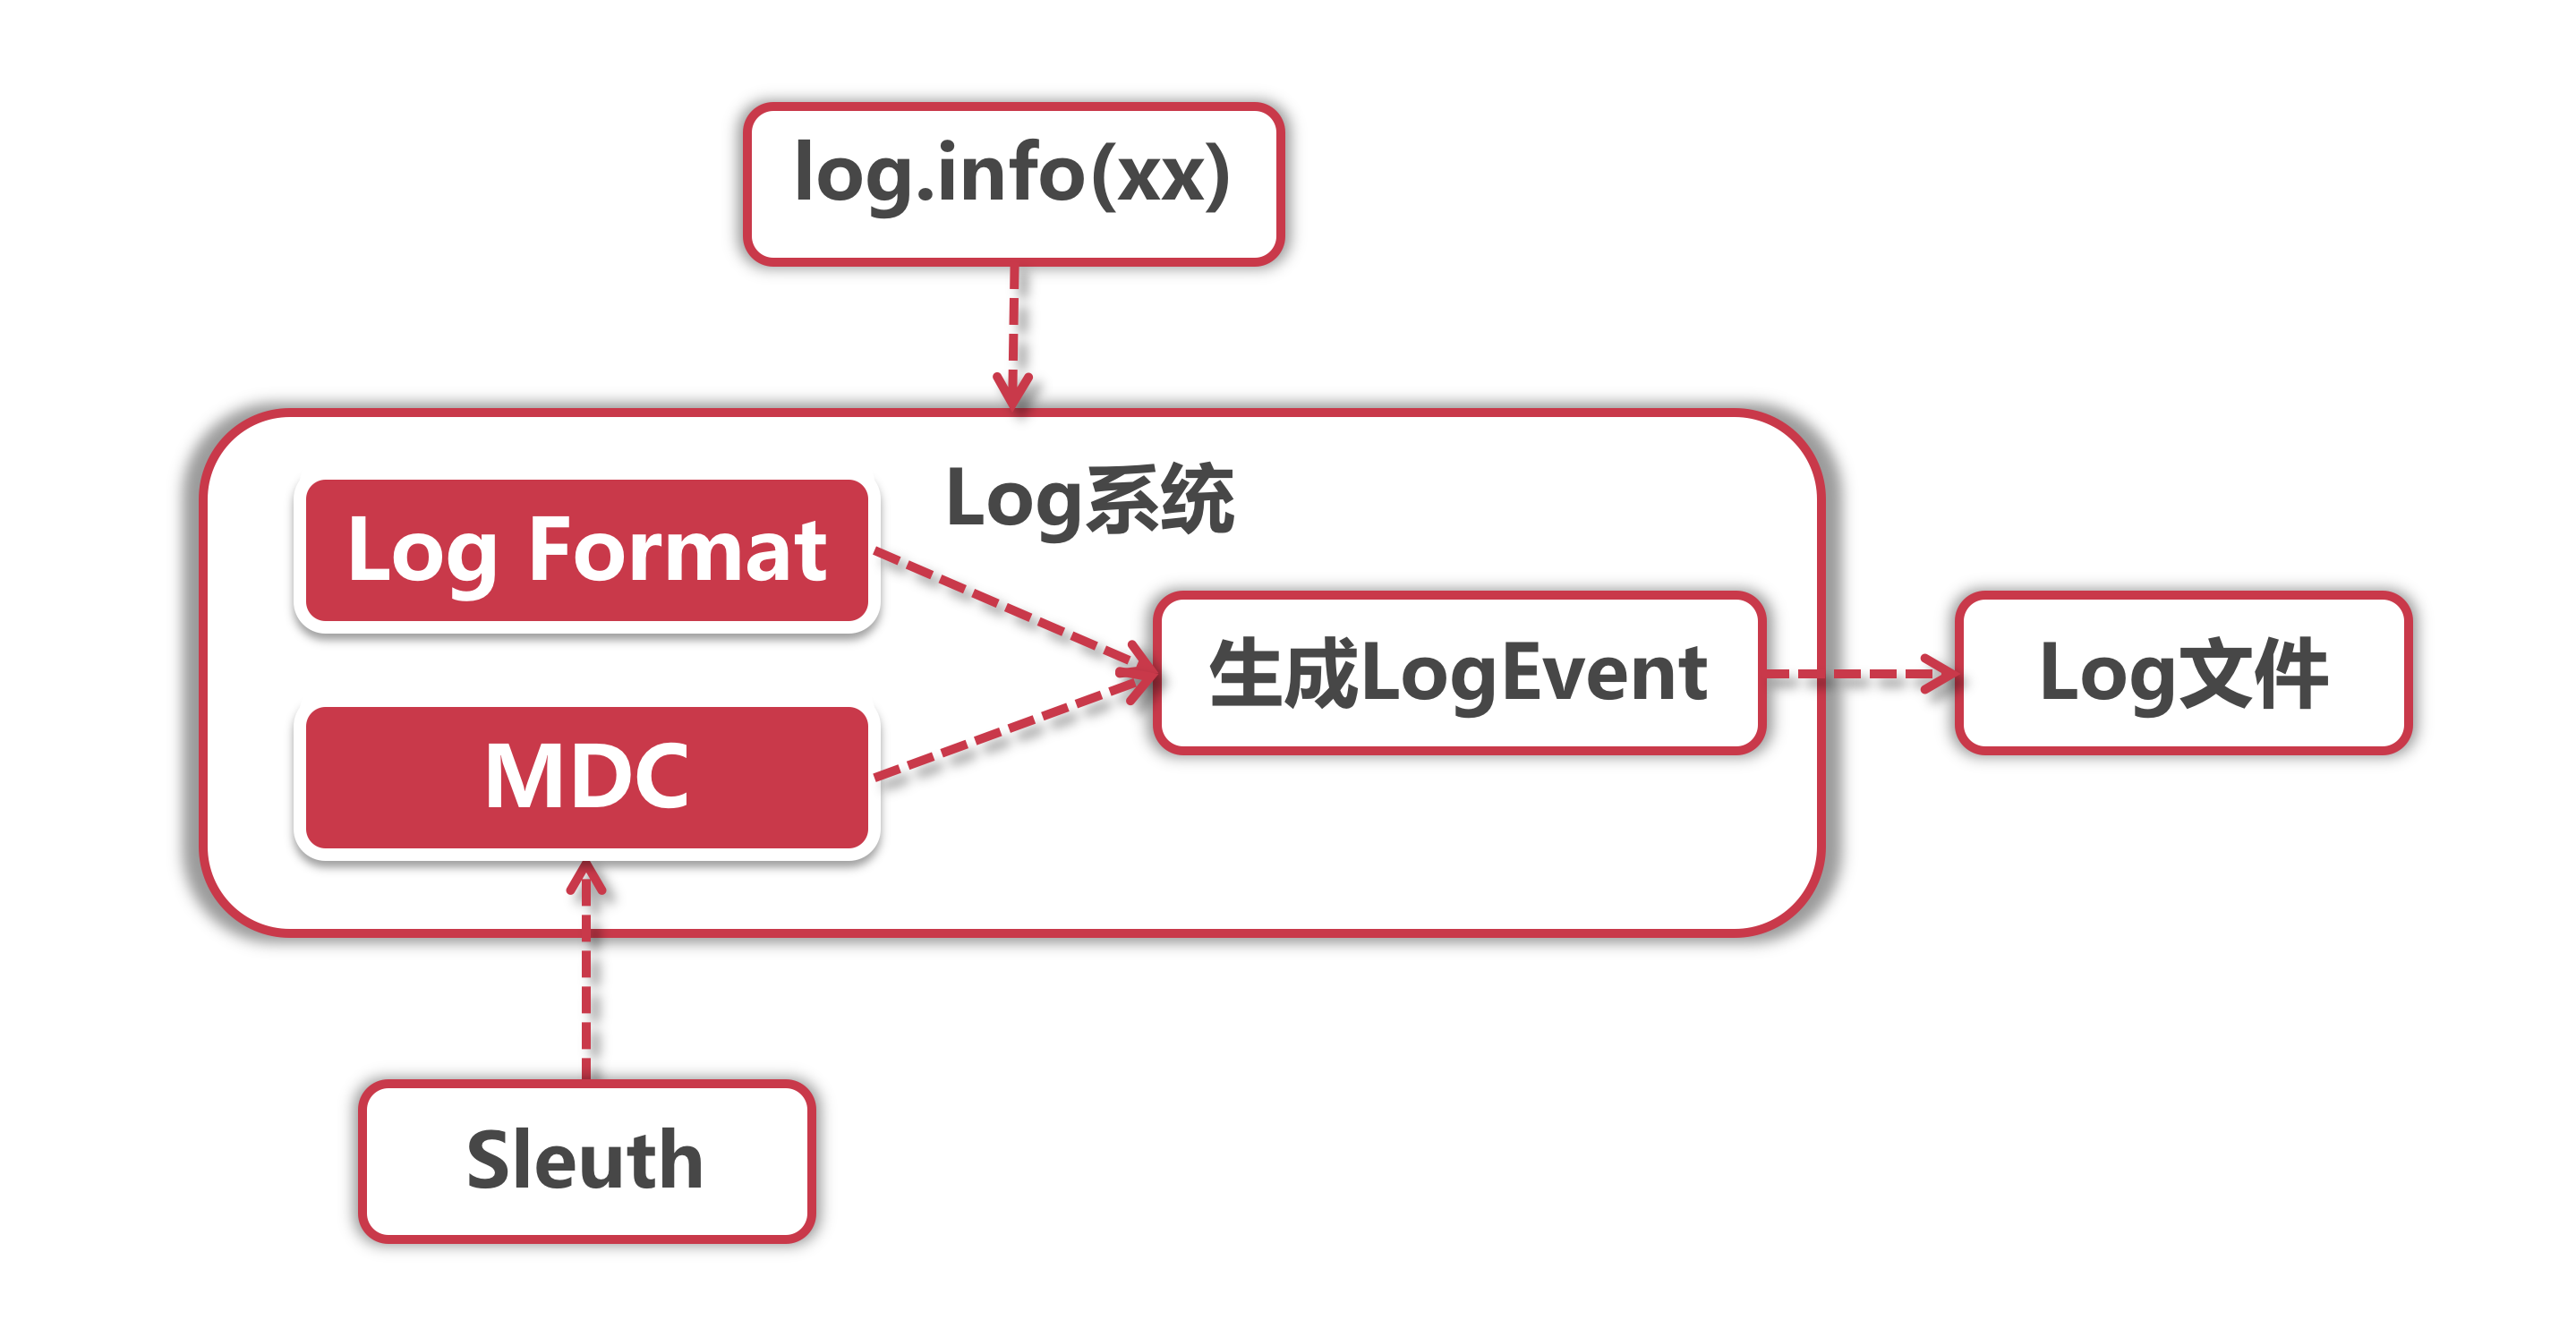 log.info(xx)
Log系统
Log Format
生成LogEvent
Log文件
MDC
Sleuth